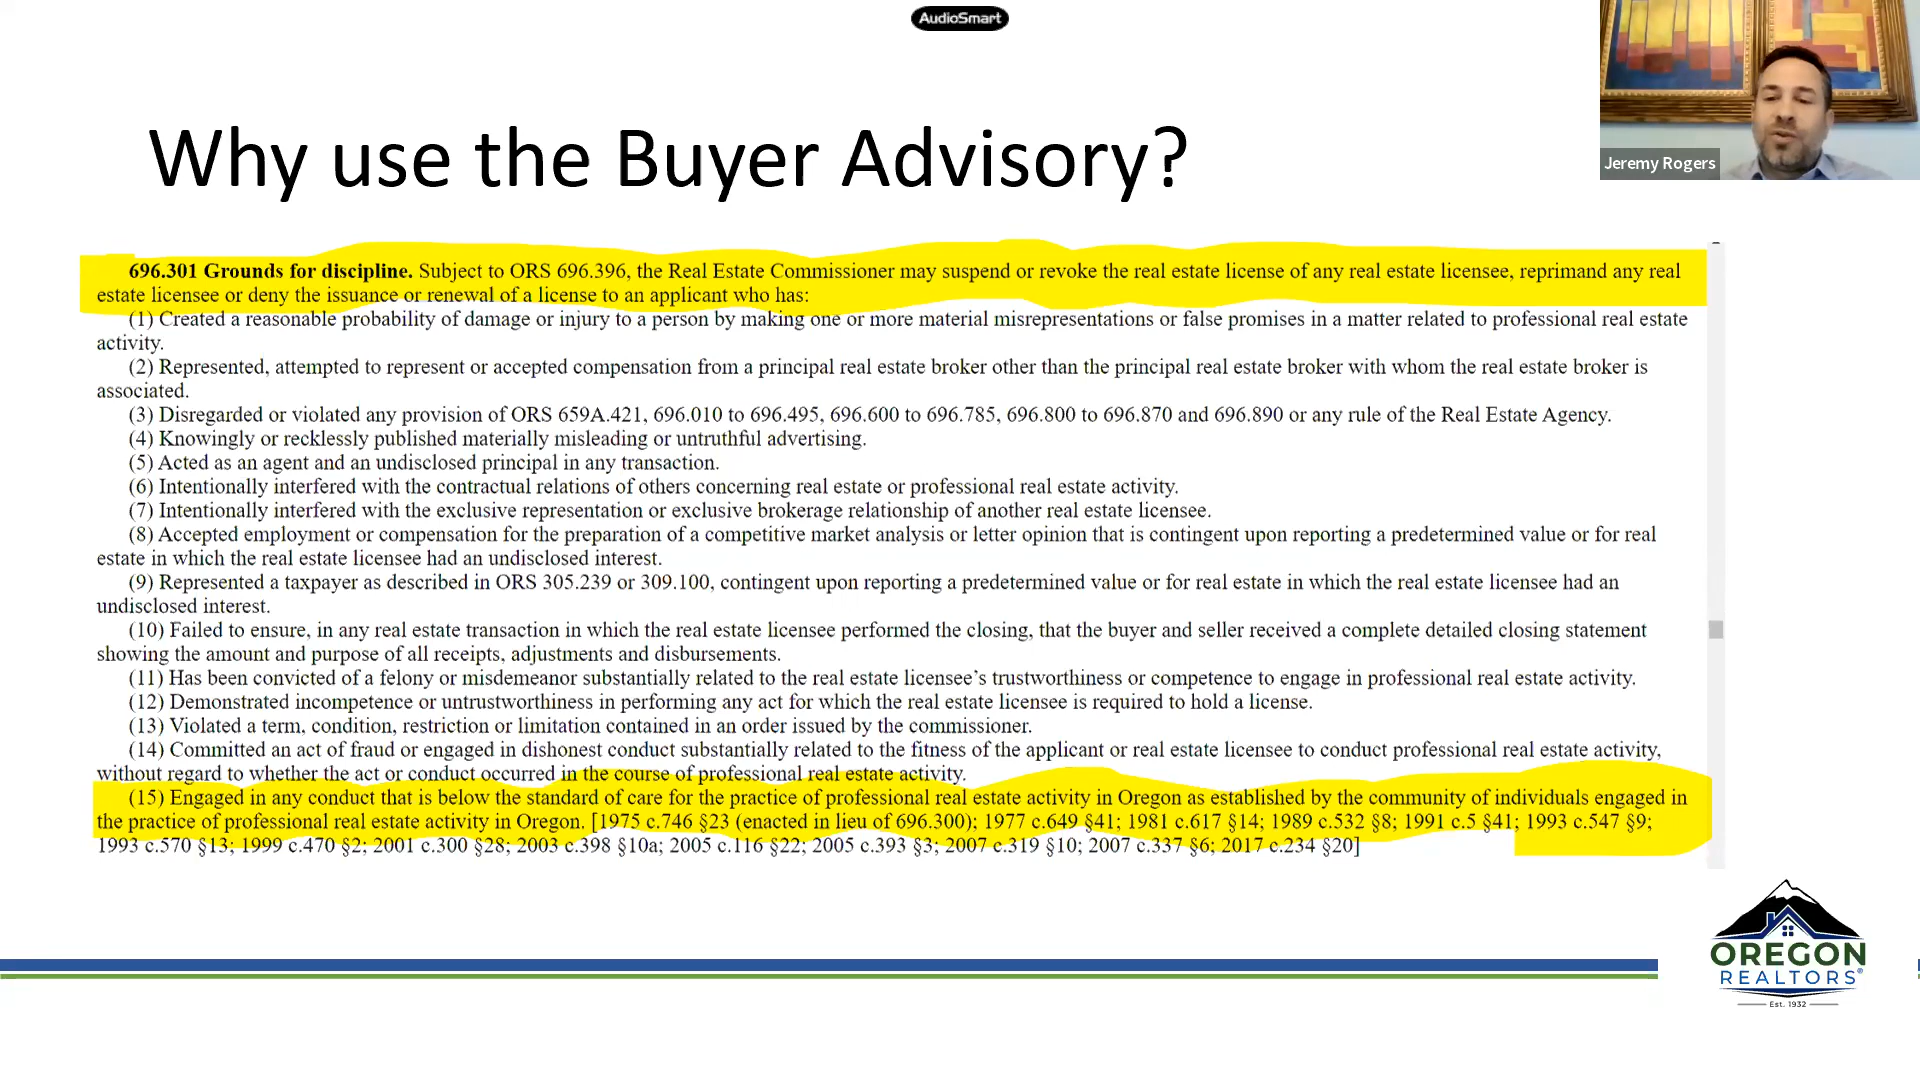 AudioSmart
Jeremy Rogers
Why use the Buyer Advisory?
696.301 Grounds for discipline. Subject to ORS 696.396, the Real Estate Commissioner may suspend or revoke the real estate license of any real estate licensee, reprimand any real
estate licensee or deny the issuance or renewal of a license to an applicant who has:
(1) Created a reasonable probability of damage or injury to a person by making one or more material misrepresentations or false promises in a matter related to professional real estate
activity.
(2) Represented, attempted to represent or accepted compensation from a principal real estate broker other than the principal real estate broker with whom the real estate broker is
associated.
(3) Disregarded or violated any provision of ORS 659A.421, 696.010 to 696.495, 696.600 to 696.785, 696.800 to 696.870 and 696.890 or any rule of the Real Estate Agency.
(4) Knowingly or recklessly published materially misleading or untruthful advertising.
(5) Acted as an agent and an undisclosed principal in any transaction.
(6) Intentionally interfered with the contractual relations of others concerning real estate or professional real estate activity.
(7) Intentionally interfered with the exclusive representation or exclusive brokerage relationship of another real estate licensee.
(8) Accepted employment or compensation for the preparation of a competitive market analysis or letter opinion that is contingent upon reporting a predetermined value or for real
estate in which the real estate licensee had an undisclosed interest.
(9) Represented a taxpayer as described in ORS 305.239 or 309.100, contingent upon reporting a predetermined value or for real estate in which the real estate licensee had an
undisclosed interest.
(10) Failed to ensure, in any real estate transaction in which the real estate licensee performed the closing, that the buyer and seller received a complete detailed closing statement
showing the amount and purpose of all receipts, adjustments and disbursements.
(11) Has been convicted of a felony or misdemeanor substantially related to the real estate licensee’s trustworthiness or competence to engage in professional real estate activity.
(12) Demonstrated incompetence or untrustworthiness in performing any act for which the real estate licensee is required to hold a license.
(13) Violated a term, condition, restriction or limitation contained in an order issued by the commissioner.
(14) Committed an act of fraud or engaged in dishonest conduct substantially related to the fitness of the applicant or real estate licensee to conduct professional real estate activity,
without regard to whether the act or conduct occurred in the course of professional real estate activity.
(15) Engaged in any conduct that is below the standard of care for the practice of professional real estate activity in Oregon as established by the community of individuals engaged in
the practice of professional real estate activity in Oregon. [1975 c.746 §23 (enacted in lieu of 696.300); 1977 c.649 §41; 1981 c.617 §14; 1989 c.532 §8; 1991 c.5 §41; 1993 c.547 §9;
1993 c.570 §13; 1999 c.470 §2; 2001 c.300 §28; 2003 c.398 §10a; 2005 c.116 §22; 2005 c.393 §3; 2007 c.319 §10; 2007 c.337 §6; 2017 c.234 §20]
OREGON
REALTORS®
Est. 1932